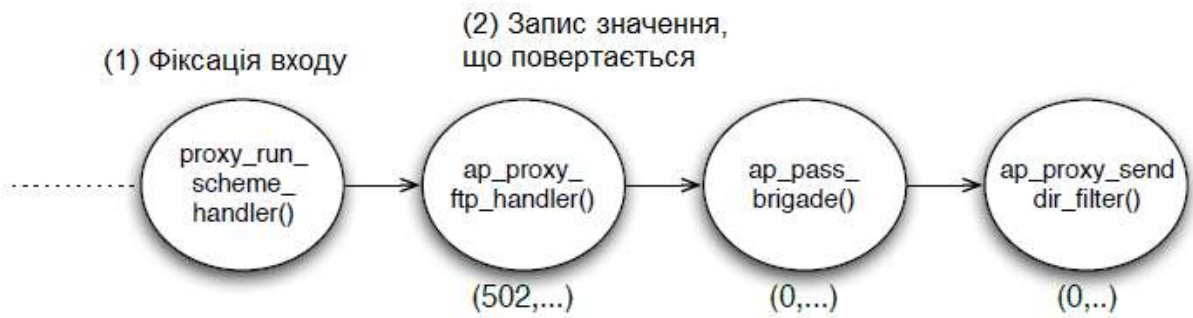 (2) Запис значення,
що повертається
(1) Фіксація входу
proxy_run_
scheme_
handler()
ap_proxy_
ftp_handler()
ap_pass_
brigade()
ap_proxy_send
dir_filter()
(502,...)
(0,...)
(0,..)